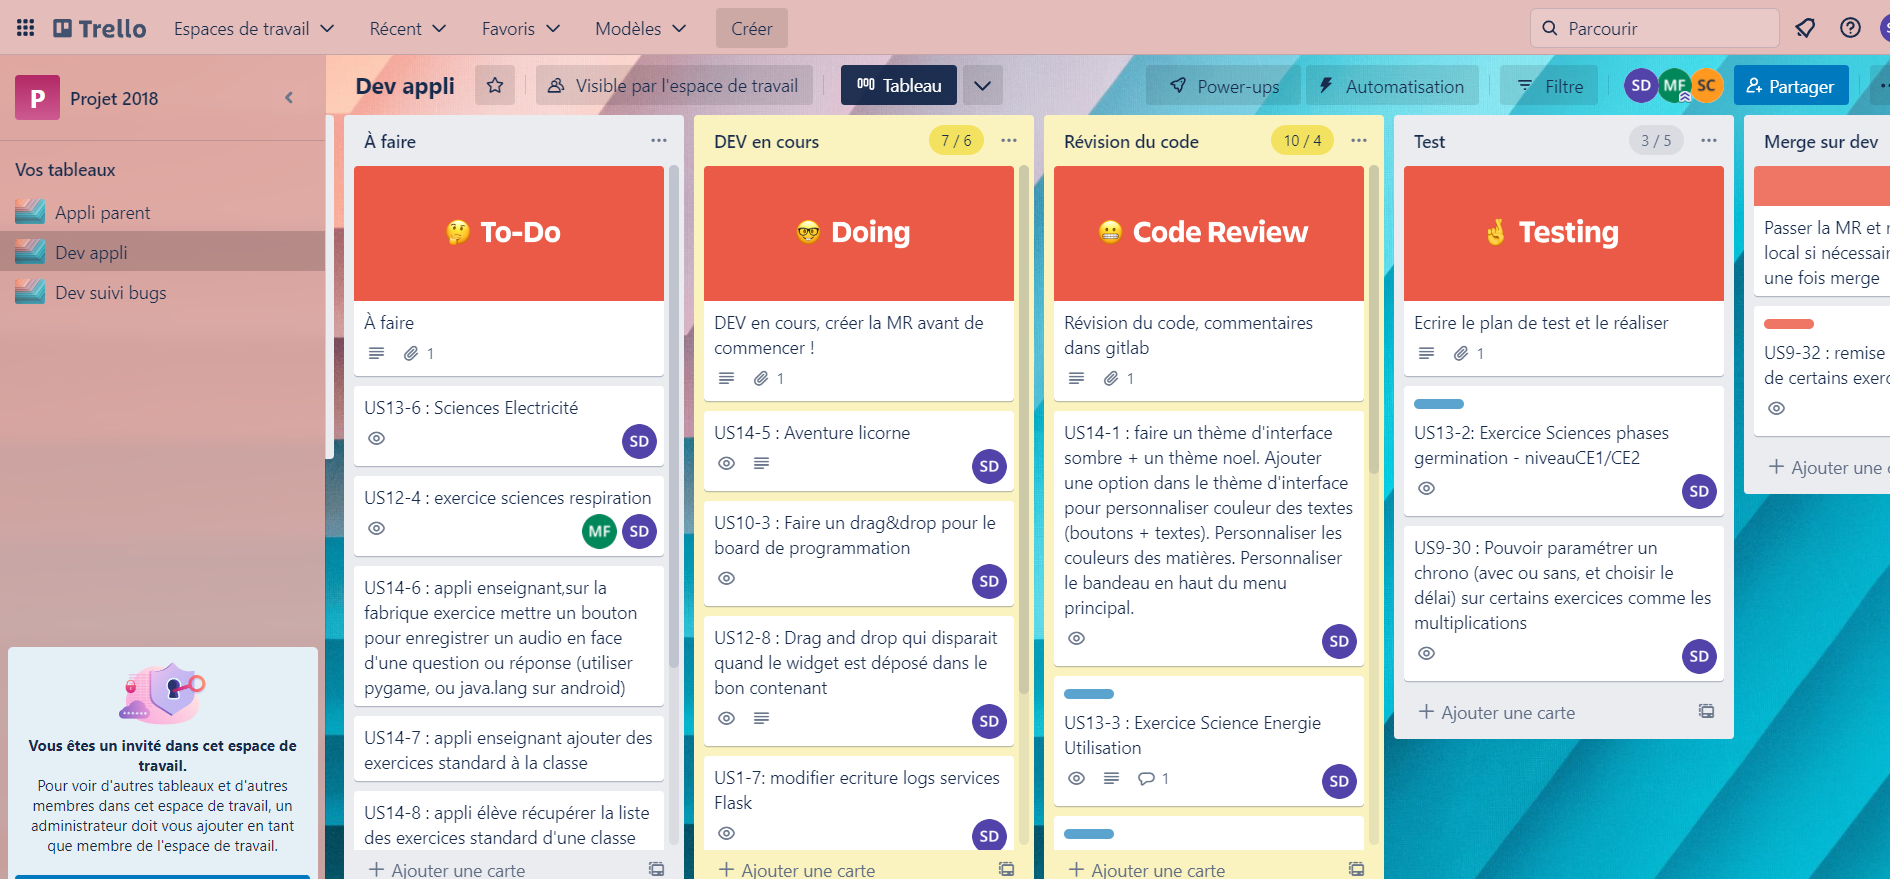 Trello
Espaces de travail
Récent
Favoris
Modèles
Créer
Parcourir
P
Projet 2018
Dev appli
Visible par l'espace de travail
Tableau
Power-ups
Automatisation
Filtre
SD
MF
SC
Partager
Vos tableaux
Appli parent
Dev appli
Dev suivi bugs
Vous êtes un invité dans cet espace de
travail.
Pour voir d'autres tableaux et d'autres
membres dans cet espace de travail, un
administrateur doit vous ajouter en tant
que membre de l'espace de travail.
À faire
To-Do
À faire
1
US13-6 : Sciences Electricité
SD
US12-4 : exercice sciences respiration
MF
SD
US14-6 : appli enseignant,sur la
fabrique exercice mettre un bouton
pour enregistrer un audio en face
d'une question ou réponse (utiliser
pygame, ou java.lang sur android)
US14-7 : appli enseignant ajouter des
exercices standard à la classe
US14-8 : appli élève récupérer la liste
des exercices standard d'une classe
Ajouter une carte
DEV en cours
7 / 6
Doing
DEV en cours, créer la MR avant de
commencer !
1
US14-5 : Aventure licorne
SD
US10-3 : Faire un drag&drop pour le
board de programmation
SD
US12-8 : Drag and drop qui disparait
quand le widget est déposé dans le
bon contenant
SD
US1-7: modifier ecriture logs services
Flask
SD
Ajouter une carte
Révision du code
10 / 4
Code Review
Révision du code, commentaires
dans gitlab
1
US14-1 : faire un thème d'interface
sombre + un thème noel. Ajouter
une option dans le thème d'interface
pour personnaliser couleur des textes
(boutons + textes). Personnaliser les
couleurs des matières. Personnaliser
le bandeau en haut du menu
principal.
SD
US13-3 : Exercice Science Energie
Utilisation
1
SD
Ajouter une carte
Test
3 / 5
Testing
Ecrire le plan de test et le réaliser
1
US13-2: Exercice Sciences phases
germination - niveauCE1/CE2
SD
US9-30 : Pouvoir paramétrer un
chrono (avec ou sans, et choisir le
délai) sur certains exercices comme les
multiplications
SD
Ajouter une carte
Merge sur dev
Passer la MR et
local si nécessair
une fois merge
US9-32 : remise
de certains exerc
Ajouter une c